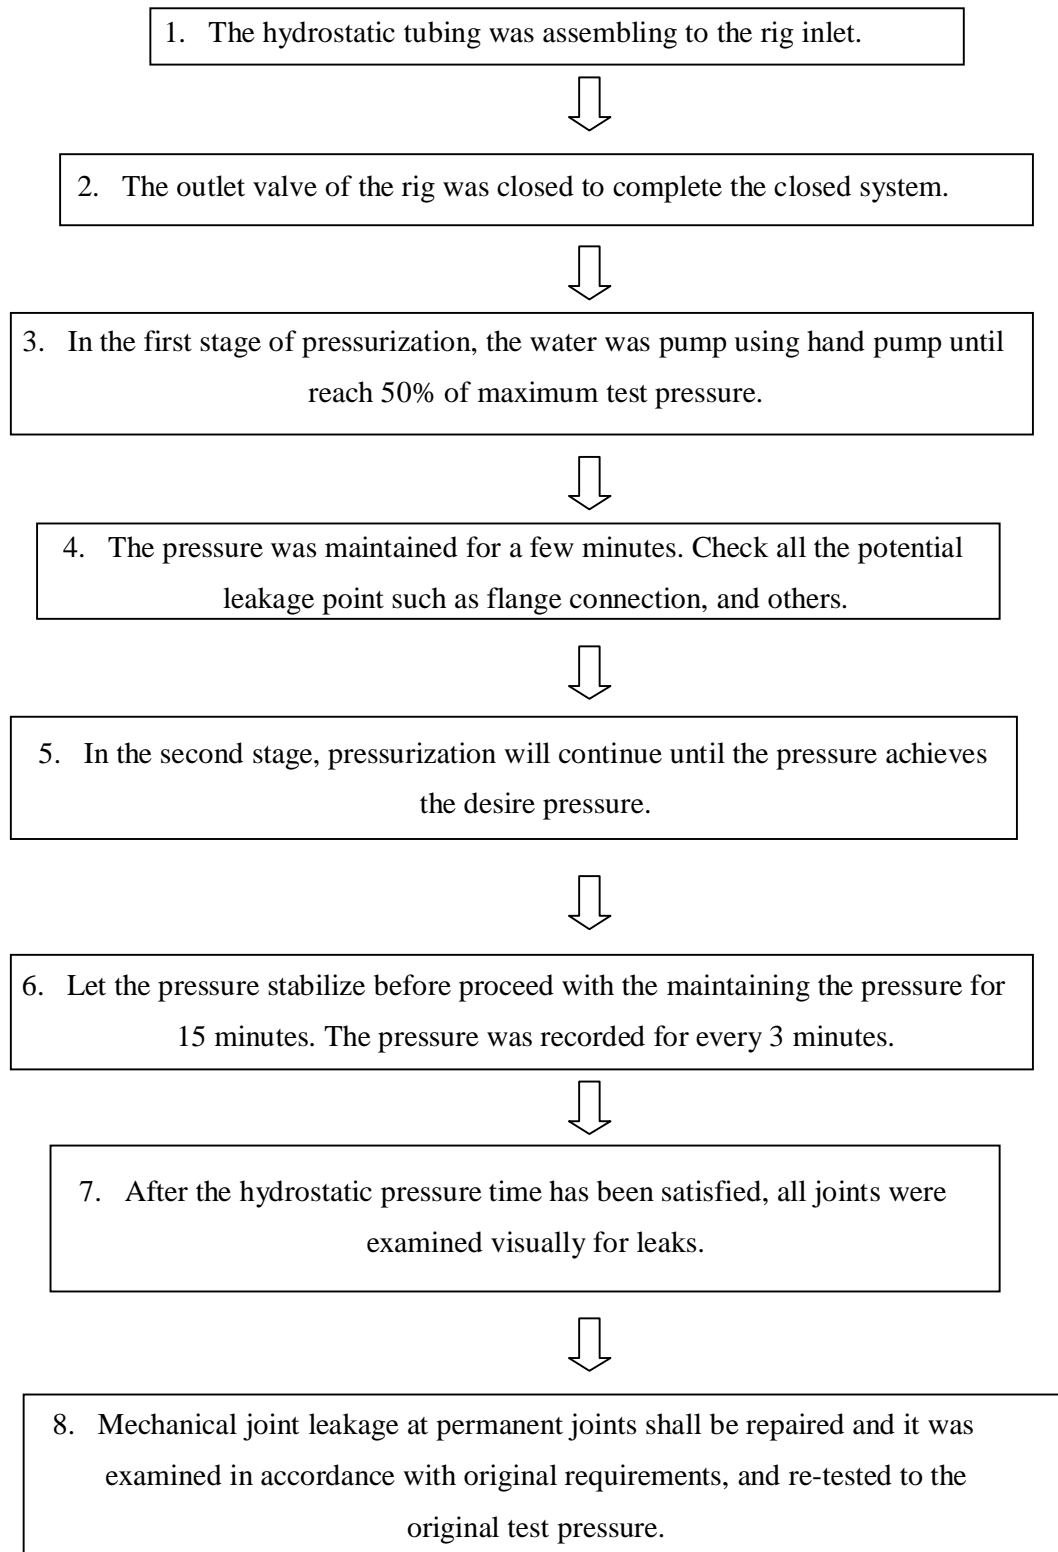 1. The hydrostatic tubing was assembling to the rig inlet.
2. The outlet valve of the rig was closed to complete the closed system.
3. In the first stage of pressurization, the water was pump using hand pump until
reach 50% of maximum test pressure.
4. The pressure was maintained for a few minutes. Check all the potential
leakage point such as flange connection, and others.
5. In the second stage, pressurization will continue until the pressure achieves
the desire pressure.
6. Let the pressure stabilize before proceed with the maintaining the pressure for
15 minutes. The pressure was recorded for every 3 minutes.
7. After the hydrostatic pressure time has been satisfied, all joints were
examined visually for leaks.
8. Mechanical joint leakage at permanent joints shall be repaired and it was
examined in accordance with original requirements, and re-tested to the
original test pressure.